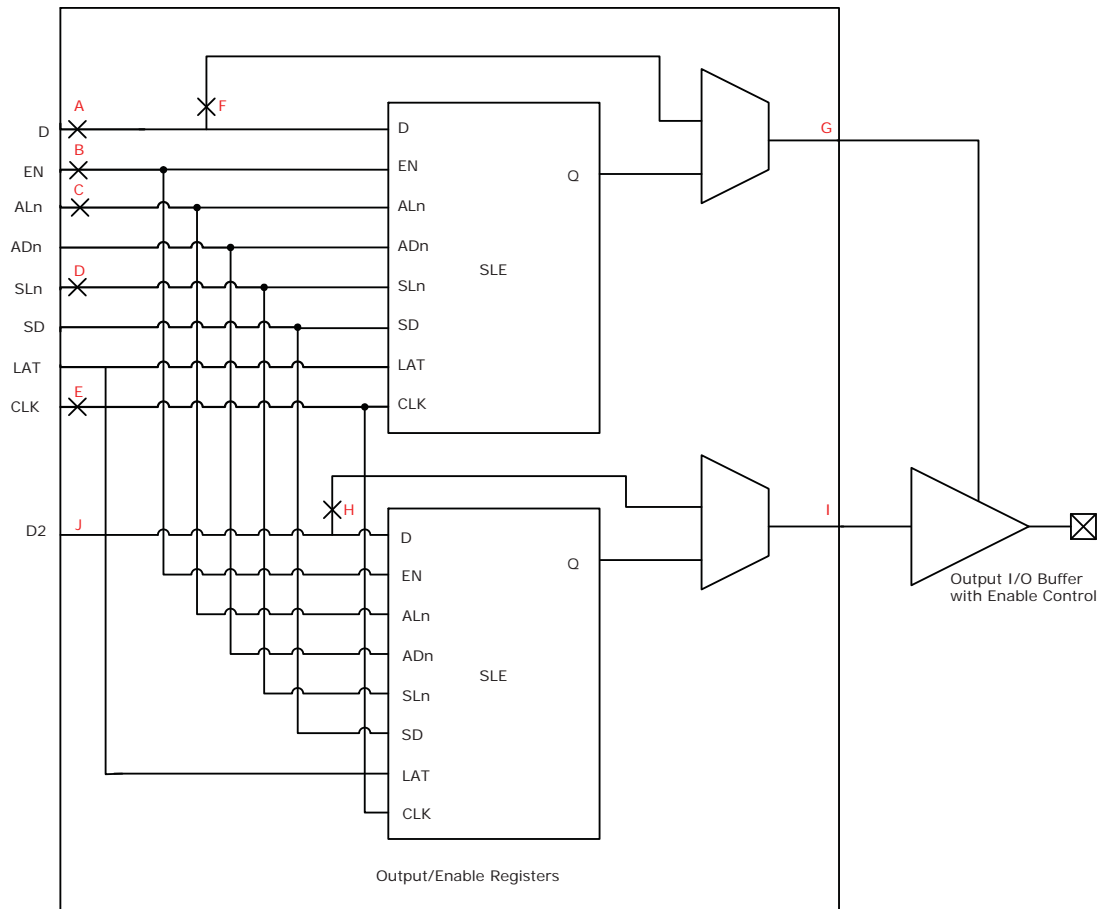 A
F
D
D
G
B
EN
EN
Q
C
ALn
ALn
ADn
ADn
D
SLE
SLn
SLn
SD
SD
LAT
LAT
E
CLK
CLK
H
J
I
D2
D
Q
EN
Output I/O Buffer
with Enable Control
ALn
ADn
SLE
SLn
SD
LAT
CLK
Output/Enable Registers